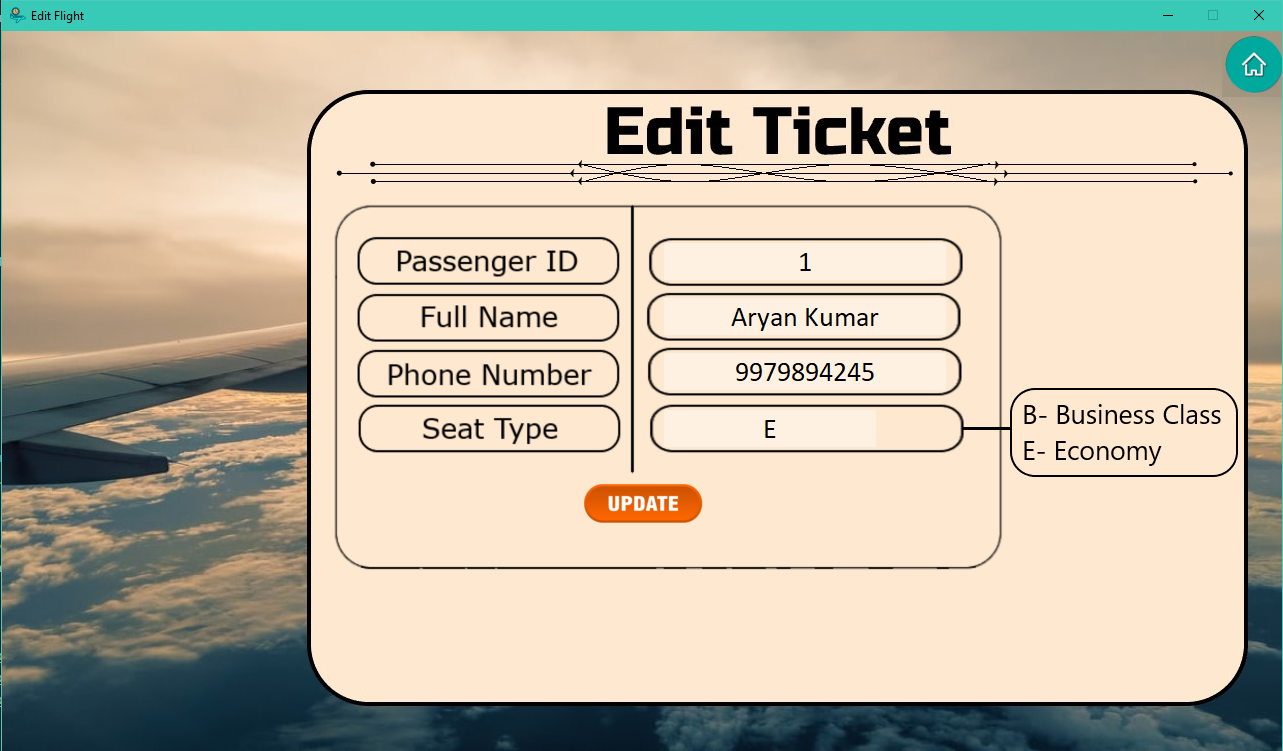 Edit Flight
Edit Ticket
Passenger ID
1
Full Name
Aryan Kumar
Phone Number
9979894245
Seat Type
E
B- Business Class
E- Economy
UPDATE